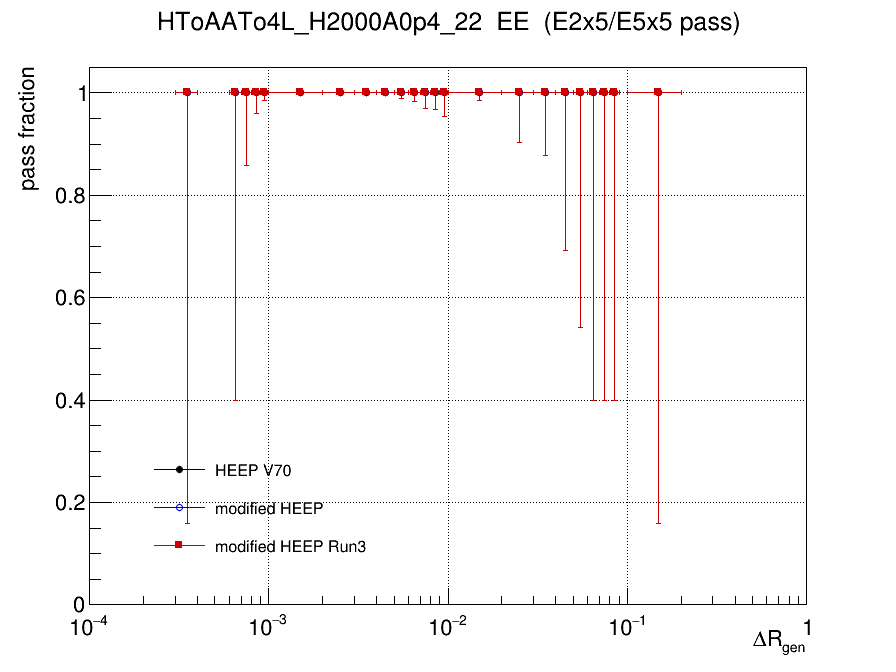 HToAATo4L_H2000A0p4_22 EE (E2x5/E5x5 pass)
pass fraction
1
0.8
0.6
0.4
0.2
0
HEEP V70
modified HEEP
modified HEEP Run3
10⁻⁴ 10⁻³ 10⁻² 10⁻¹ 1
ΔR_gen